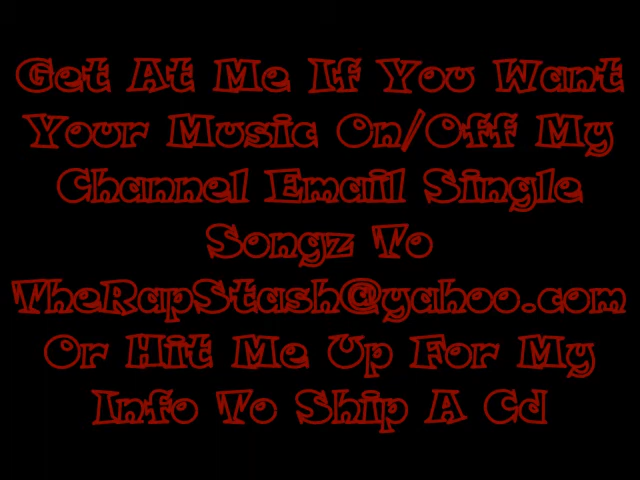 Get At Me If You Want
Your Music On/Off My
Channel Email Single
Songz To
TheRapStash@yahoo.com
Or Hit Me Up For My
Info To Ship A Cd